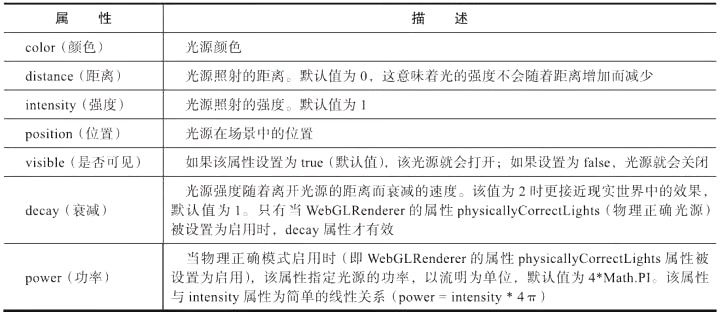 属 性 描 述
color（颜色） 光源颜色
distance（距离） 光源照射的距离。默认值为 0，这意味着光的强度不会随着距离增加而减少
intensity（强度） 光源照射的强度。默认值为 1
position（位置） 光源在场景中的位置
visible（是否可见） 如果该属性设置为 true（默认值），该光源就会打开；如果设置为 false，光源就会关闭
decay（衰减） 光源强度随着离开光源的距离而衰减的速度。该值为 2 时更接近现实世界中的效果，
默认值为 1。只有当 WebGLRenderer 的属性 physicallyCorrectLights（物理正确光源）
被设置为启用时，decay 属性才有效
power（功率） 当物理正确模式启用时（即 WebGLRenderer 的属性 physicallyCorrectLights 属性被
设置为启用），该属性指定光源的功率，以流明为单位，默认值为 4*Math.PI。该属性
与 intensity 属性为简单的线性关系（power = intensity * 4π）